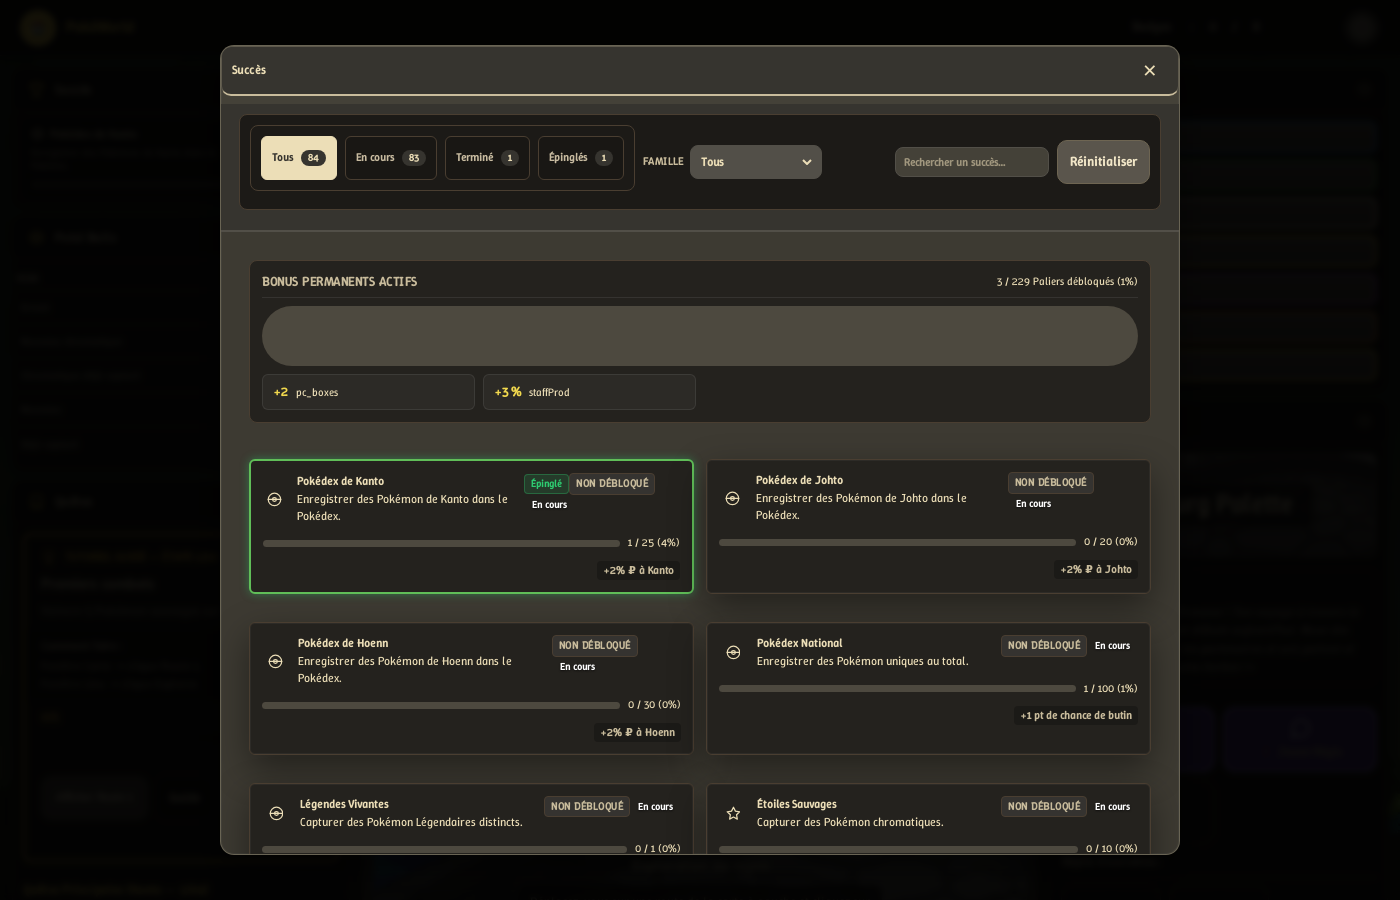 Succès
Tous 84 En cours 83 Terminé 1 Épinglés 1 FAMILLE Tous Rechercher un succès... Réinitialiser
BONUS PERMANENTS ACTIFS 3 / 229 Paliers débloqués (1%)
+2 pc_boxes +3 % staffProd
Pokédex de Kanto Épinglé NON DÉBLOQUÉ
En cours
Enregistrer des Pokémon de Kanto dans le
Pokédex.
1 / 25 (4%)
+2% ₽ à Kanto
Pokédex de Johto NON DÉBLOQUÉ
En cours
Enregistrer des Pokémon de Johto dans le
Pokédex.
0 / 20 (0%)
+2% ₽ à Johto
Pokédex de Hoenn NON DÉBLOQUÉ
En cours
Enregistrer des Pokémon de Hoenn dans le
Pokédex.
0 / 30 (0%)
+2% ₽ à Hoenn
Pokédex National NON DÉBLOQUÉ En cours
Enregistrer des Pokémon uniques au total.
1 / 100 (1%)
+1 pt de chance de butin
Légendes Vivantes NON DÉBLOQUÉ En cours
Capturer des Pokémon Légendaires distincts.
0 / 1 (0%)
Étoiles Sauvages NON DÉBLOQUÉ En cours
Capturer des Pokémon chromatiques.
0 / 10 (0%)